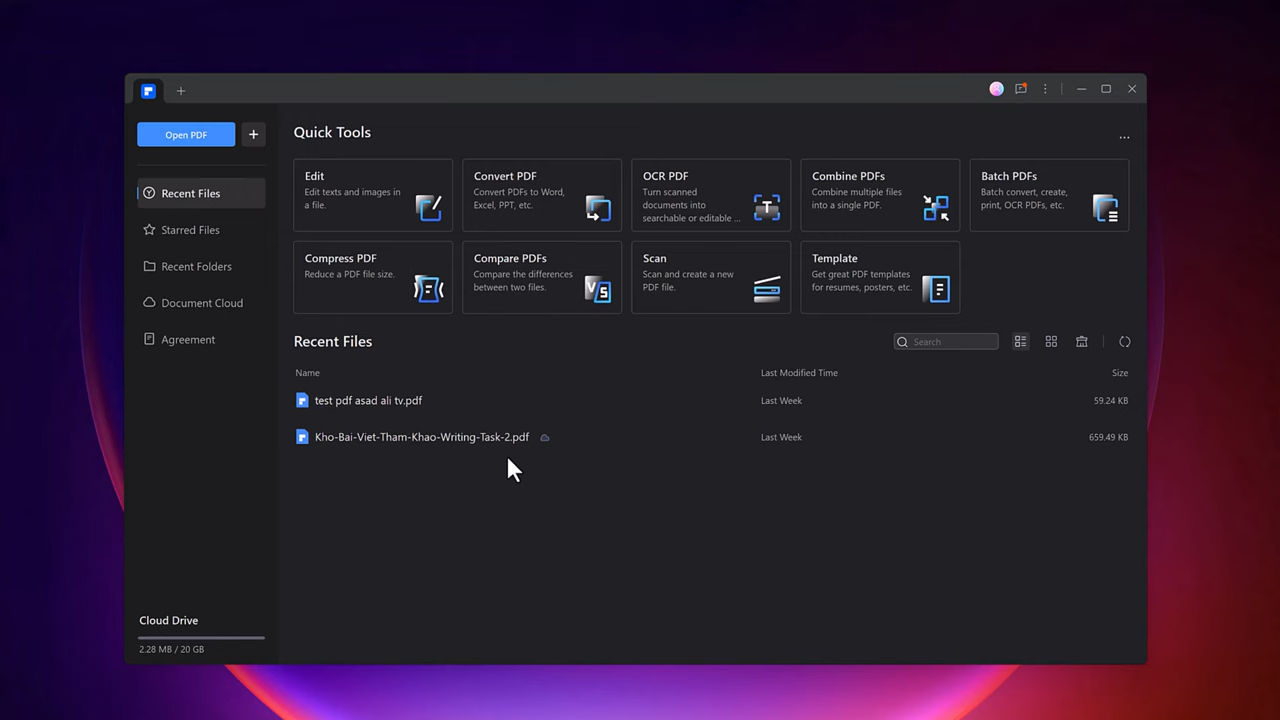 Open PDF
Recent Files
Starred Files
Recent Folders
Document Cloud
Agreement
Cloud Drive
2.28 MB / 20 GB
Quick Tools
Edit
Edit texts and images in
a file.
Convert PDF
Convert PDFs to Word,
Excel, PPT, etc.
OCR PDF
Turn scanned
documents into
searchable or editable ...
Combine PDFs
Combine multiple files
into a single PDF.
Batch PDFs
Batch convert, create,
print, OCR PDFs, etc.
Compress PDF
Reduce a PDF file size.
Compare PDFs
Compare the differences
between two files.
Scan
Scan and create a new
PDF file.
Template
Get great PDF templates
for resumes, posters, etc.
Recent Files
Search
Name Last Modified Time Size
test pdf asad ali tv.pdf Last Week 59.24 KB
Kho-Bai-Viet-Tham-Khao-Writing-Task-2.pdf Last Week 659.49 KB